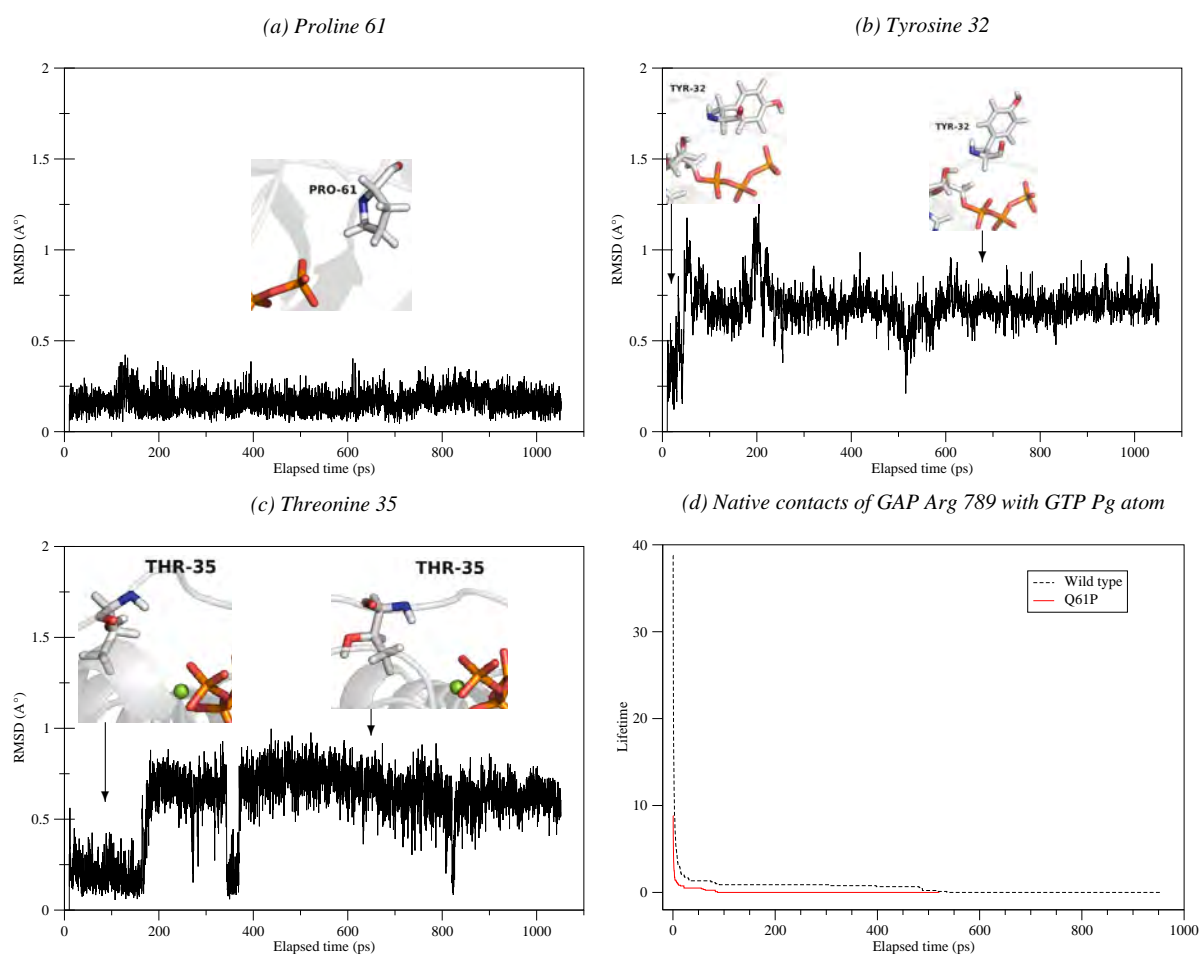 (a) Proline 61
2
1.5
1
0.5
0
RMSD (A°)
PRO-61
0
200
400
600
800
1000
Elapsed time (ps)
(b) Tyrosine 32
2
1.5
1
0.5
0
RMSD (A°)
TYR-32
TYR-32
0
200
400
600
800
1000
Elapsed time (ps)
(c) Threonine 35
2
1.5
1
0.5
0
RMSD (A°)
THR-35
THR-35
0
200
400
600
800
1000
Elapsed time (ps)
(d) Native contacts of GAP Arg 789 with GTP Pg atom
40
30
20
10
0
Lifetime
Wild type
Q61P
0
200
400
600
800
1000
Elapsed time (ps)